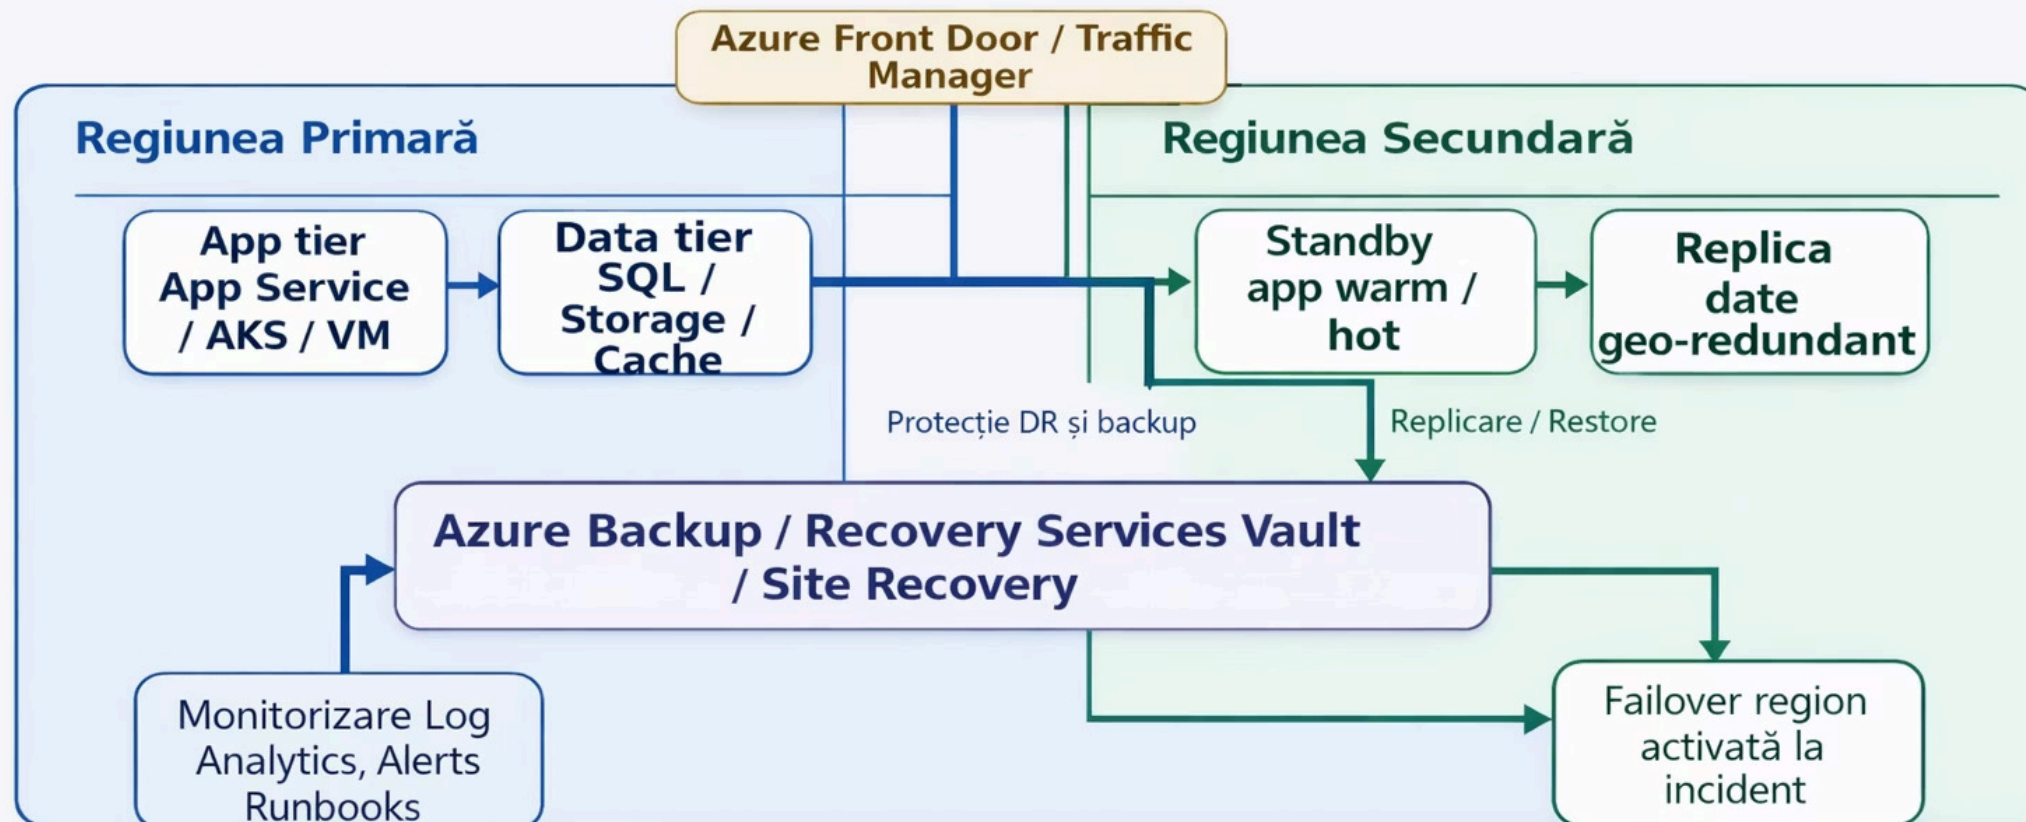 Azure Front Door / Traffic
Manager
Regiunea Primară
Regiunea Secundară
App tier
App Service
/ AKS / VM
Data tier
SQL /
Storage /
Cache
Standby
app warm /
hot
Replica
date
geo-redundant
Protecție DR și backup
Replicare / Restore
Azure Backup / Recovery Services Vault
/ Site Recovery
Monitorizare Log
Analytics, Alerts
Runbooks
Failover region
activată la
incident